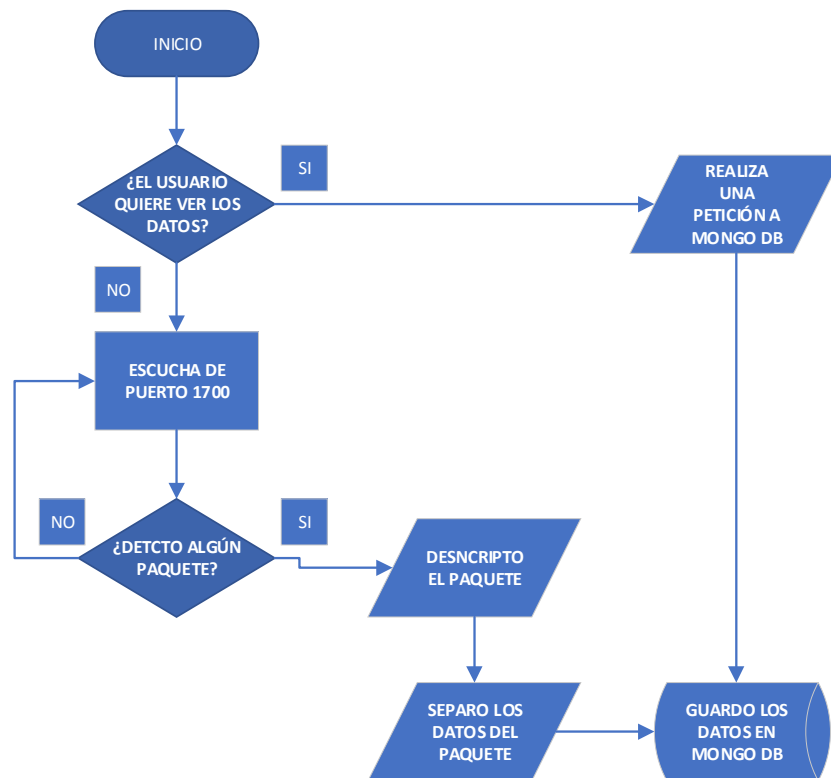 INICIO
¿EL USUARIO
QUIERE VER LOS
DATOS?
SI
REALIZA
UNA
PETICIÓN A
MONGO DB
NO
ESCUCHA DE
PUERTO 1700
NO
¿DETCTO ALGÚN
PAQUETE?
SI
DESNCRIPTO
EL PAQUETE
SEPARO LOS
DATOS DEL
PAQUETE
GUARDO LOS
DATOS EN
MONGO DB